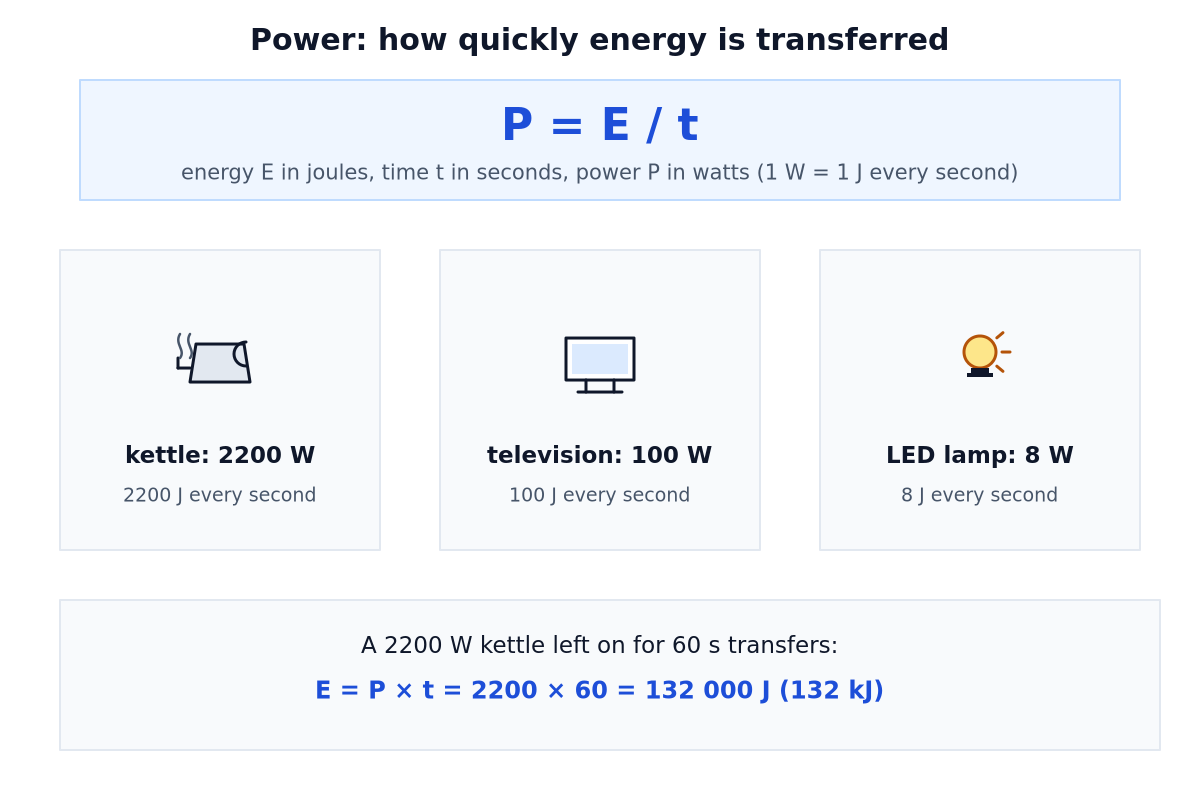 Power: how quickly energy is transferred
P = E / t
energy E in joules, time t in seconds, power P in watts (1 W = 1 J every second)
kettle: 2200 W
2200 J every second
television: 100 W
100 J every second
LED lamp: 8 W
8 J every second
A 2200 W kettle left on for 60 s transfers:
E = P × t = 2200 × 60 = 132 000 J (132 kJ)